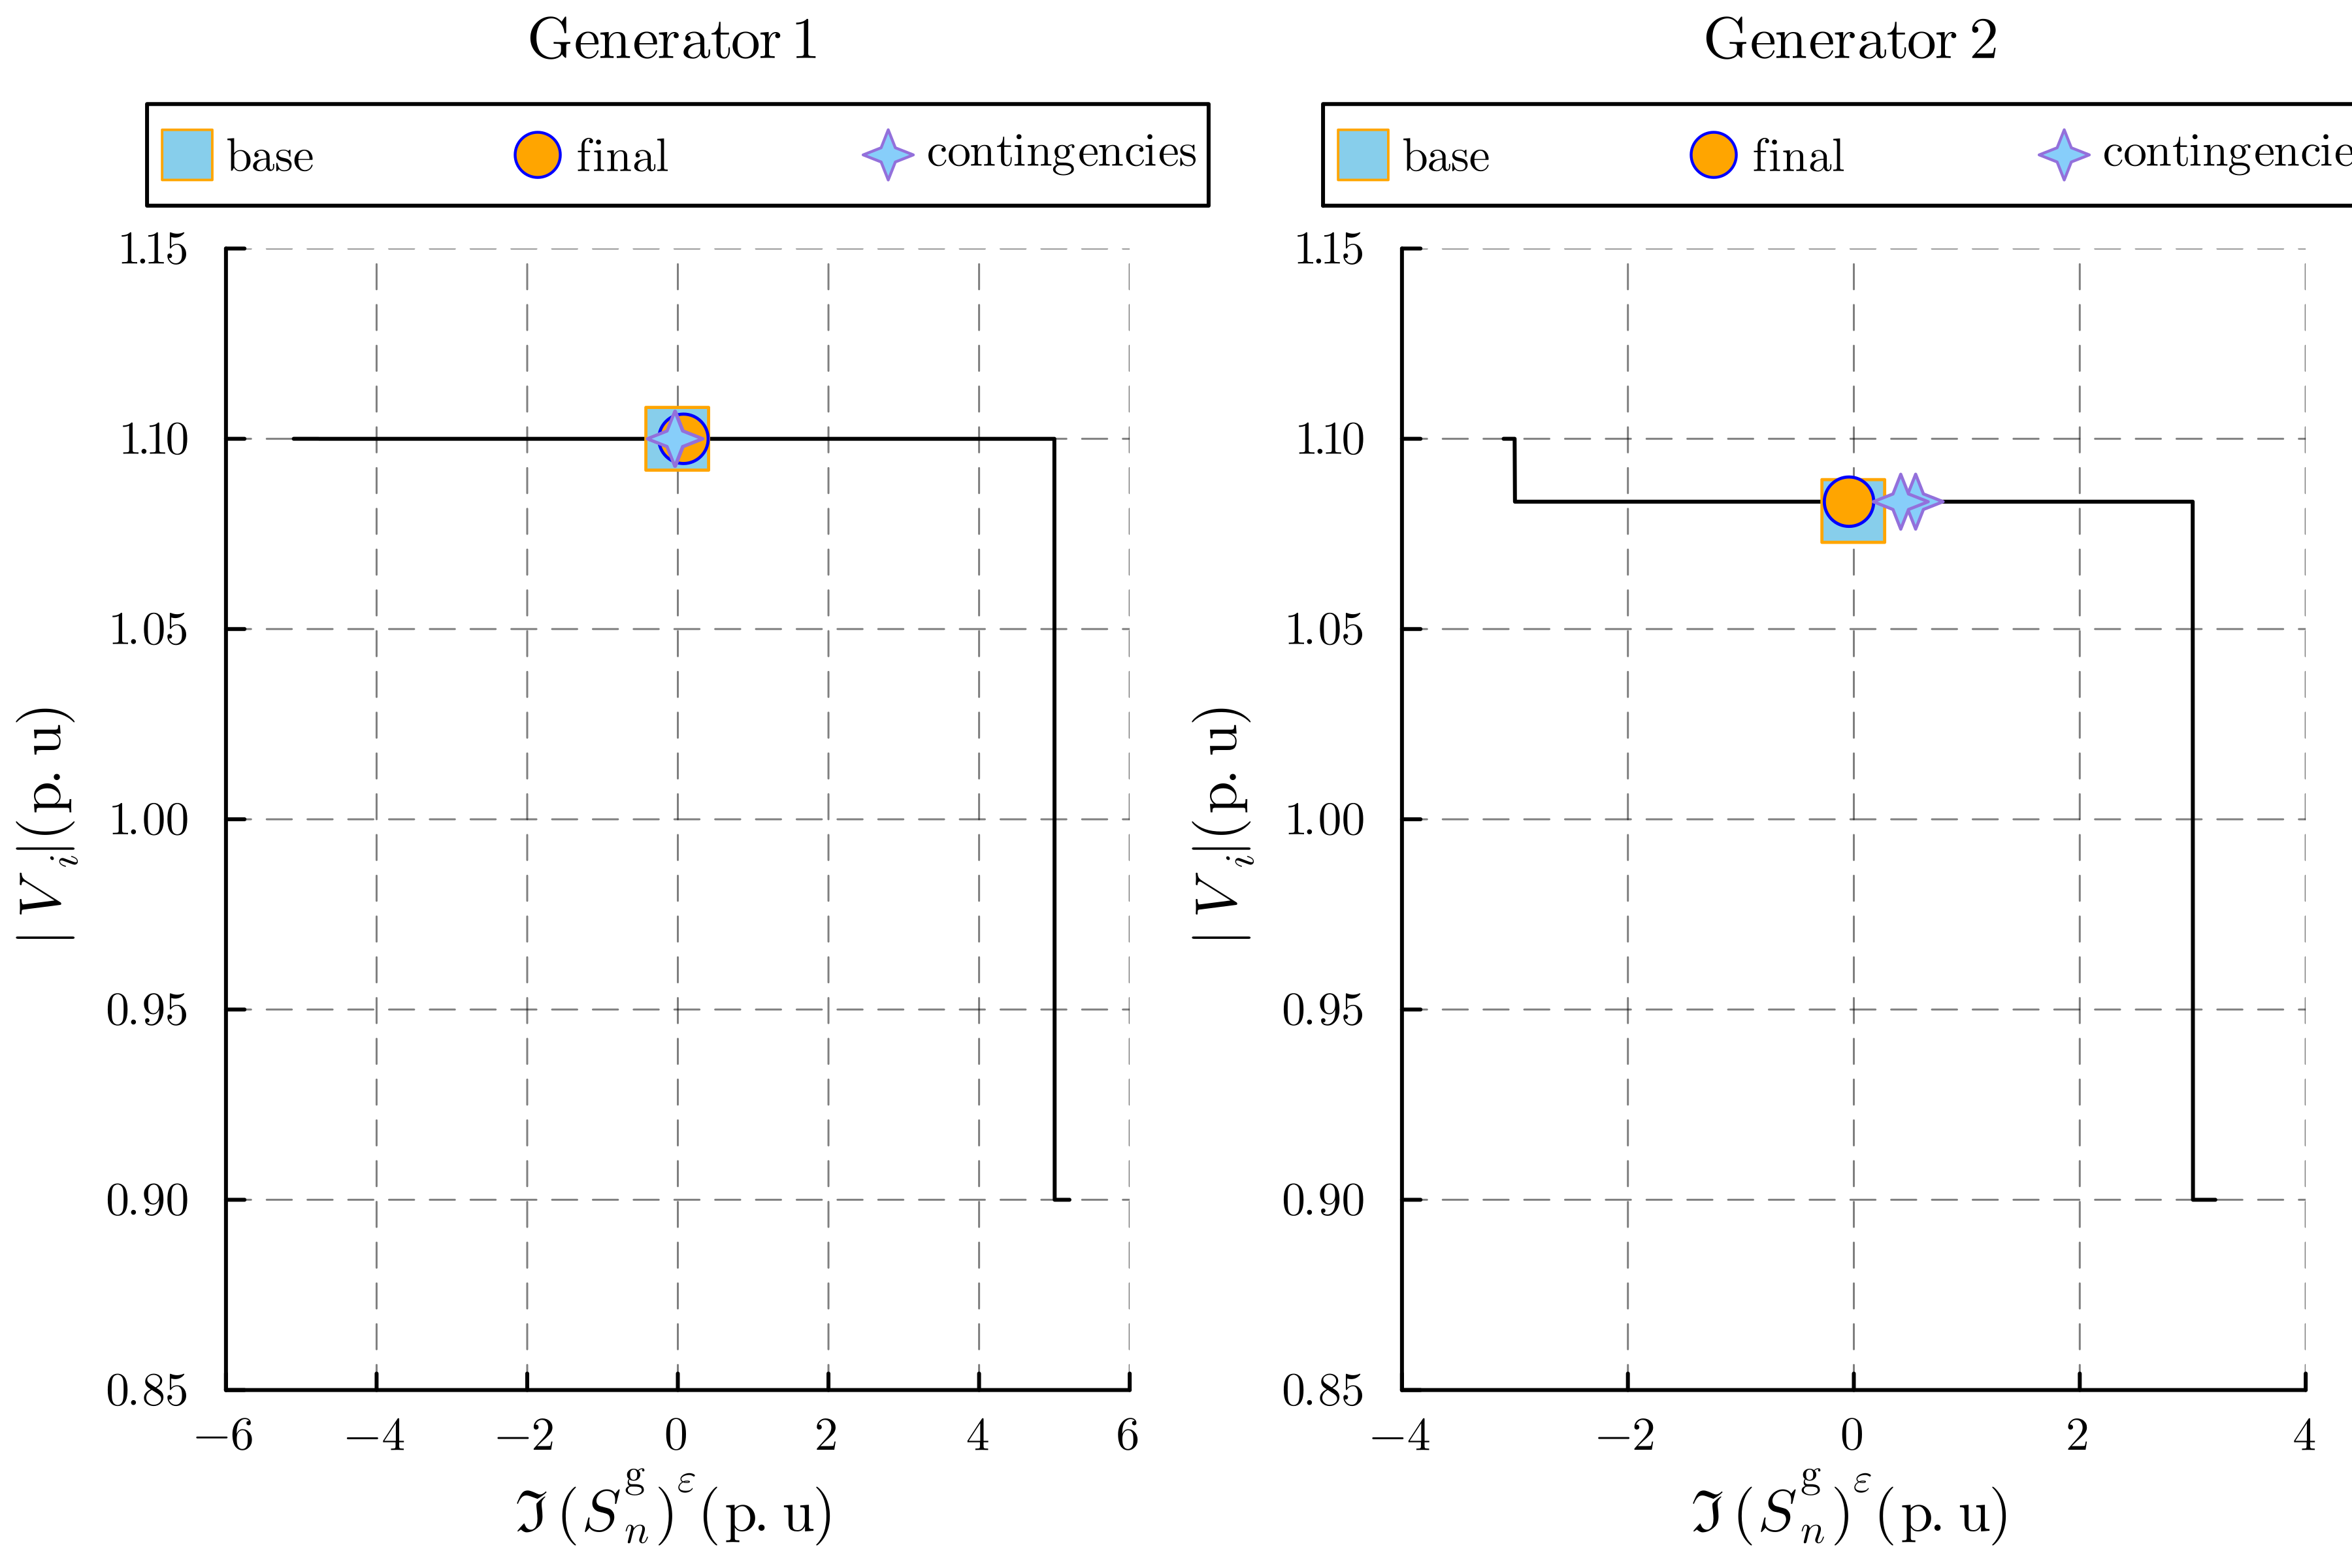 Generator 1
base final contingencies
1.15
1.10
1.05
1.00
0.95
0.90
0.85
|V_i|(p.u)
−6 −4 −2 0 2 4 6
ℑ(S_n^g)^ε(p.u)
Generator 2
base final contingencie
1.15
1.10
1.05
1.00
0.95
0.90
0.85
|V_i|(p.u)
−4 −2 0 2 4
ℑ(S_n^g)^ε(p.u)